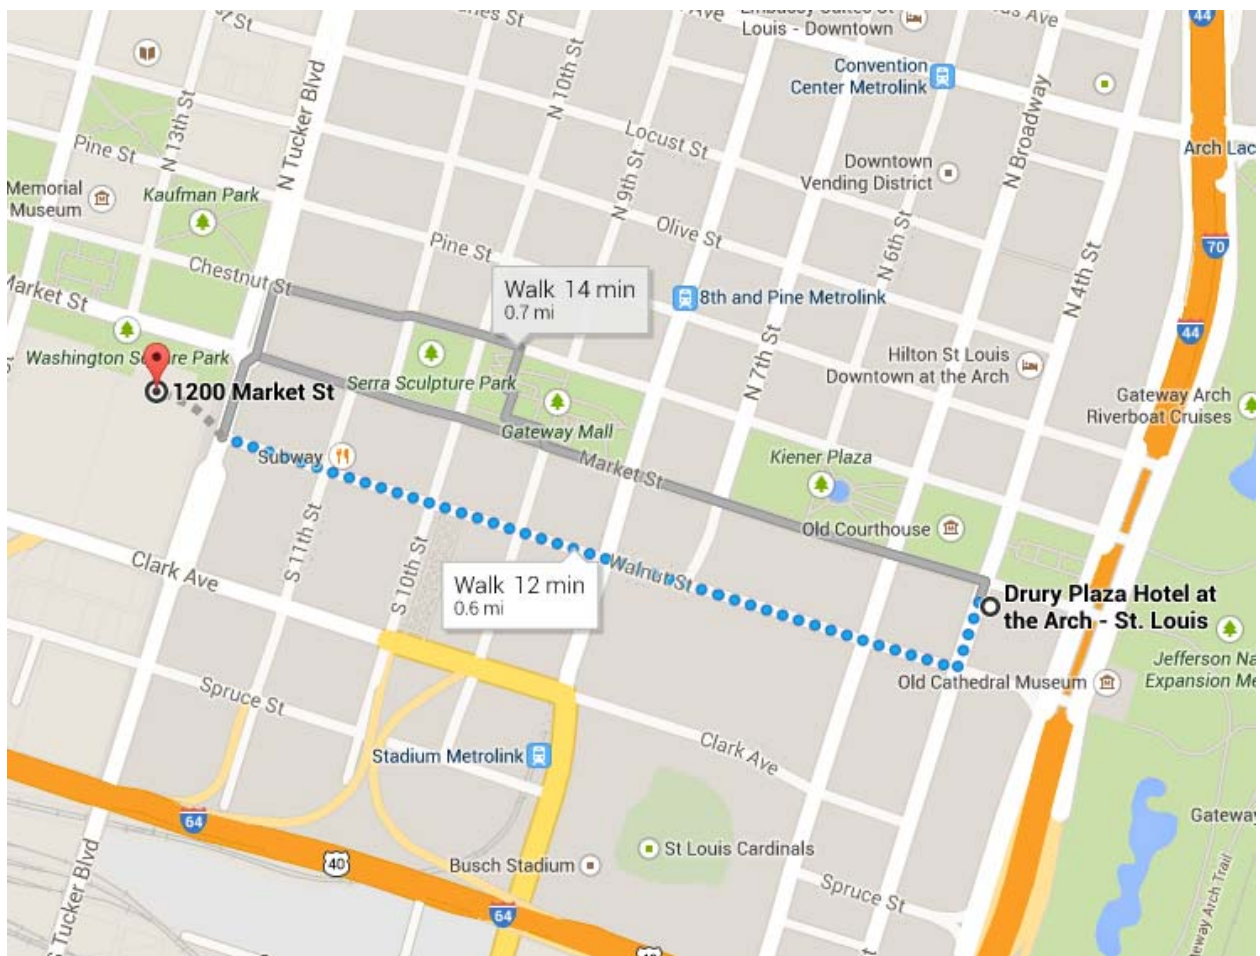 Louis - Downtown
44
Convention
Center Metrolink
N 13th St
N Tucker Blvd
N 10th St
Locust St
N Broadway
Pine St
Arch Lac
Downtown
Vending District
Memorial
Museum
Kaufman Park
N 9th St
Olive St
Pine St
N 6th St
70
Chestnut St
N 4th St
Market St
Walk 14 min
0.7 mi
8th and Pine Metrolink
44
Washington Square Park
1200 Market St
Serra Sculpture Park
N 7th St
Hilton St Louis
Downtown at the Arch
Gateway Arch
Riverboat Cruises
Gateway Mall
Subway
Market St
Kiener Plaza
Old Courthouse
S 11th St
Clark Ave
S 10th St
Walnut St
Walk 12 min
0.6 mi
Drury Plaza Hotel at
the Arch - St. Louis
Jefferson Na
Expansion Me
Old Cathedral Museum
Spruce St
Stadium Metrolink
Clark Ave
64
40
Busch Stadium
St Louis Cardinals
Gateway
Spruce St
64
S Tucker Blvd
eway Arch Trail